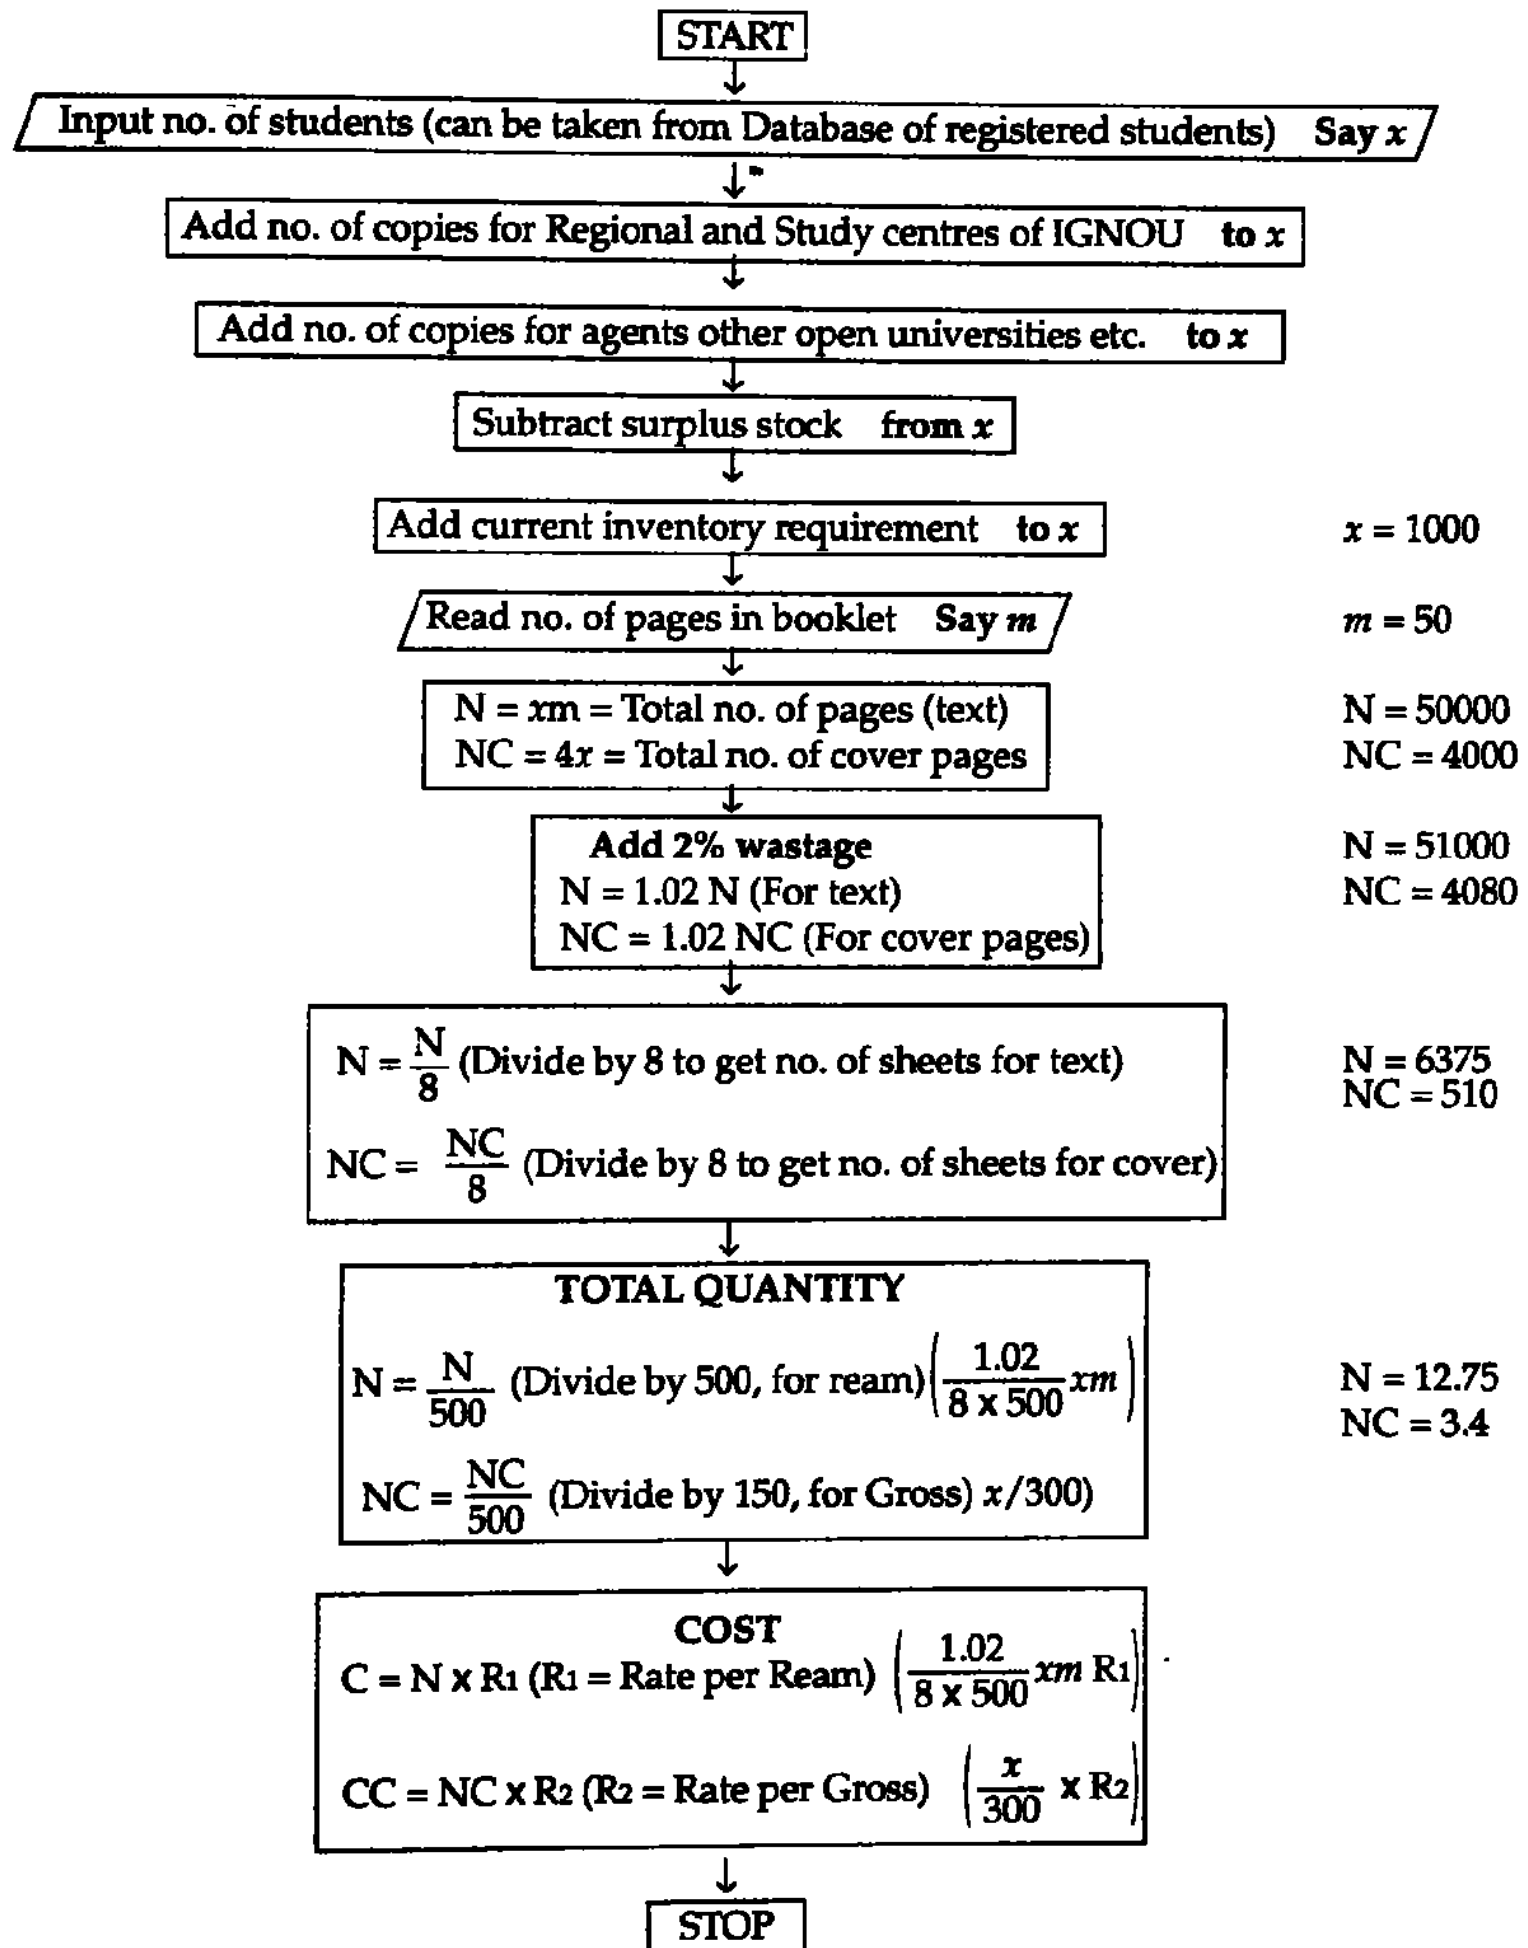 START
Input no. of students (can be taken from Database of registered students) Say x
Add no. of copies for Regional and Study centres of IGNOU to x
Add no. of copies for agents other open universities etc. to x
Subtract surplus stock from x
Add current inventory requirement to x x = 1000
Read no. of pages in booklet Say m m = 50
N = xm = Total no. of pages (text) N = 50000
NC = 4x = Total no. of cover pages NC = 4000
Add 2% wastage N = 51000
N = 1.02 N (For text) NC = 4080
NC = 1.02 NC (For cover pages)
N = N/8 (Divide by 8 to get no. of sheets for text) N = 6375
NC = 510
NC = NC/8 (Divide by 8 to get no. of sheets for cover)
TOTAL QUANTITY
N = N/500 (Divide by 500, for ream) (1.02/8 x 500 xm) N = 12.75
NC = 3.4
NC = NC/500 (Divide by 150, for Gross) x/300)
COST
C = N x R1 (R1 = Rate per Ream) (1.02/8 x 500 xm R1)
CC = NC x R2 (R2 = Rate per Gross) (x/300 x R2)
STOP